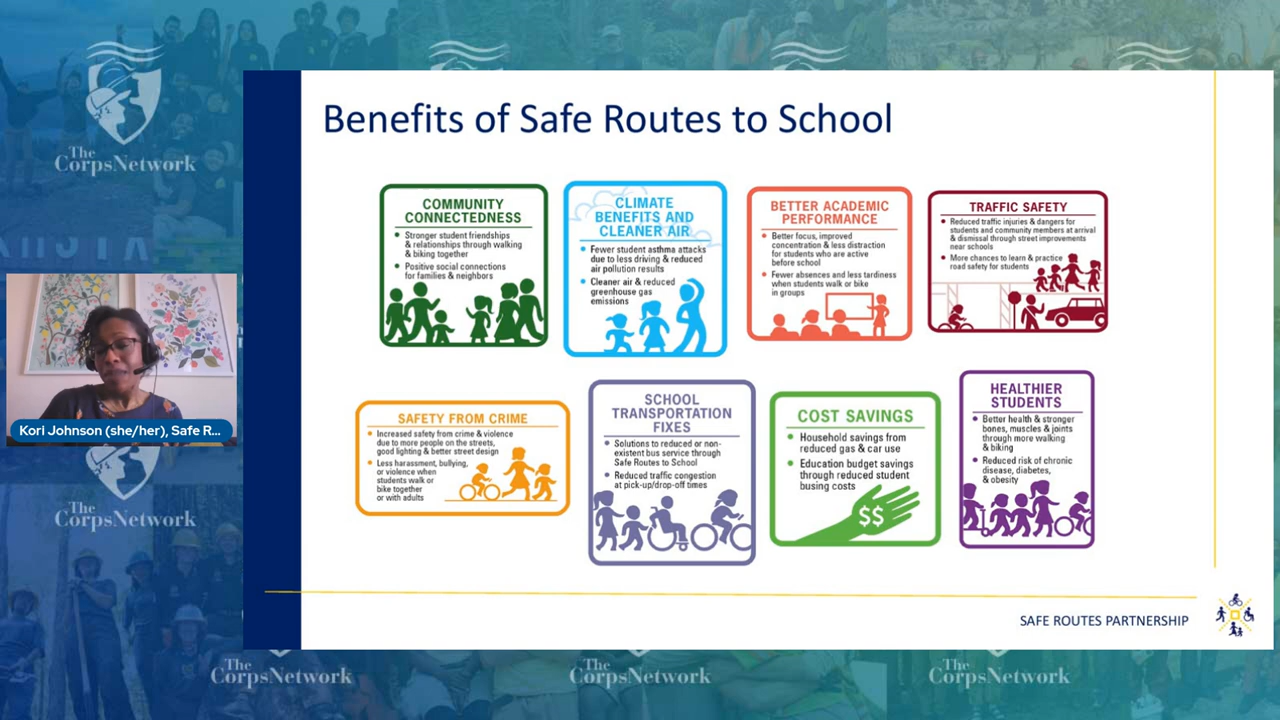 The
CorpsNetwork
Benefits of Safe Routes to School
COMMUNITY
CONNECTEDNESS
• Stronger student friendships
& relationships through walking
& biking together
• Positive social connections
for families & neighbors
CLIMATE
BENEFITS AND
CLEANER AIR
• Fewer student asthma attacks
due to less driving & reduced
air pollution results
• Cleaner air & reduced
greenhouse gas
emissions
BETTER ACADEMIC
PERFORMANCE
• Better focus, improved
concentration & less distraction
for students who are active
before school
• Fewer absences and less tardiness
when students walk or bike
in groups
TRAFFIC SAFETY
• Reduced traffic injuries & dangers for
students and community members at arrival
& dismissal through street improvements
near schools
• More chances to learn & practice
road safety for students
Kori Johnson (she/her), Safe R...
SAFETY FROM CRIME
• Increased safety from crime & violence
due to more people on the streets,
good lighting & better street design
• Less harassment, bullying,
or violence when
students walk or
bike together
or with adults
SCHOOL
TRANSPORTATION
FIXES
• Solutions to reduced or non-
existent bus service through
Safe Routes to School
• Reduced traffic congestion
at pick-up/drop-off times
COST SAVINGS
• Household savings from
reduced gas & car use
• Education budget savings
through reduced student
busing costs
$$
HEALTHIER
STUDENTS
• Better health & stronger
bones, muscles & joints
through more walking
& biking
• Reduced risk of chronic
disease, diabetes,
& obesity
The
CorpsNetwork
SAFE ROUTES PARTNERSHIP
The
CorpsNetwork
The
CorpsNetwork
The
CorpsNetwork